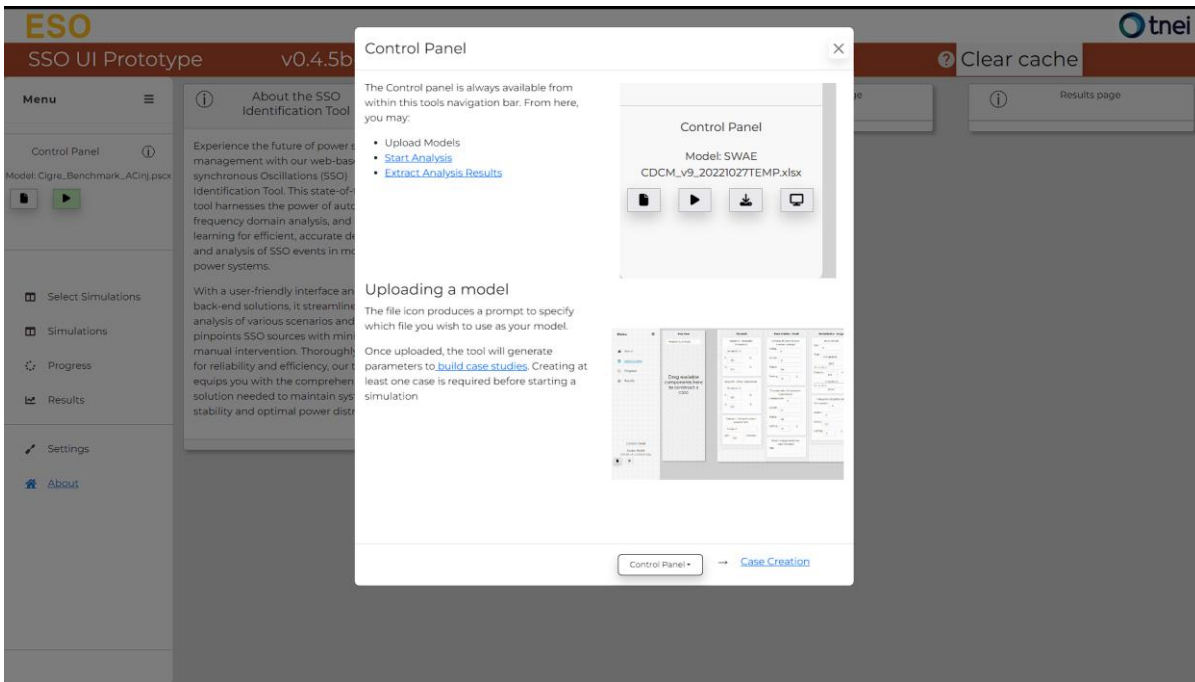 ESO
tnei
SSO UI Prototype v0.4.5b
Clear cache
Menu
Control Panel
Model: Cigre_Benchmark_ACInj.pscx
Select Simulations
Simulations
Progress
Results
Settings
About
About the SSO
Identification Tool
Experience the future of power s
management with our web-bas
synchronous Oscillations (SSO)
Identification Tool. This state-of-
tool harnesses the power of auto
frequency domain analysis, and
learning for efficient, accurate de
and analysis of SSO events in mo
power systems.
With a user-friendly interface an
back-end solutions, it streamline
analysis of various scenarios and
pinpoints SSO sources with mini
manual intervention. Thoroughly
for reliability and efficiency, our t
equips you with the comprehen
solution needed to maintain sys
stability and optimal power distr
Control Panel
The Control panel is always available from
within this tools navigation bar. From here,
you may:
• Upload Models
• Start Analysis
• Extract Analysis Results
Control Panel
Model: SWAE
CDCM_v9_20221027TEMP.xlsx
Uploading a model
The file icon produces a prompt to specify
which file you wish to use as your model.
Once uploaded, the tool will generate
parameters to build case studies. Creating at
least one case is required before starting a
simulation
Drag available
components here
to construct a
case
Control Panel
→ Case Creation
ge
Results page